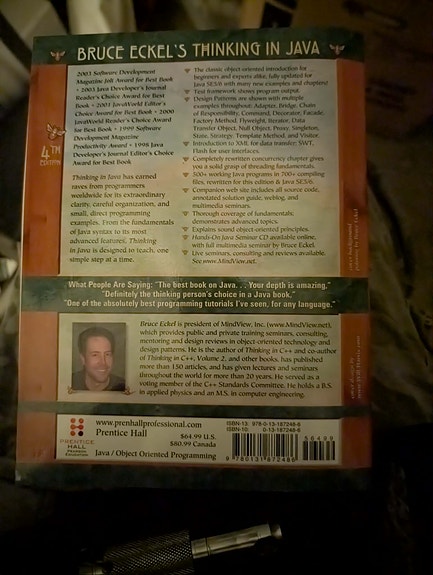 BRUCE ECKEL'S THINKING IN JAVA
2003 Software Development
Magazine Jolt Award for Best Book
• 2003 Java Developer's Journal
Reader's Choice Award for
Best Book • 2001 JavaWorld Editor's
Choice Award for Best Book • 2000
JavaWorld Reader's Choice Award
for Best Book • 1999 Software
Development Magazine
Productivity Award • 1998 Java
Developer's Journal Editor's Choice
Award for Best Book
4TH
EDITION
Thinking in Java has earned
raves from programmers
worldwide for its extraordinary
clarity, careful organization, and
small, direct programming
examples. From the fundamentals
of Java syntax to its most
advanced features, Thinking
in Java is designed to teach, one
simple step at a time.
The classic object-oriented introduction for
beginners and experts alike, fully updated for
Java SE5/6 with many new examples and chapters!
Test framework shows program output.
Design Patterns are shown with multiple
examples throughout: Adapter, Bridge, Chain
of Responsibility, Command, Decorator, Facade,
Factory Method, Flyweight, Iterator, Data
Transfer Object, Null Object, Proxy, Singleton,
State, Strategy, Template Method, and Visitor.
Introduction to XML for data transfer; SWT,
Flash for user interfaces.
Completely rewritten concurrency chapter gives
you a solid grasp of threading fundamentals.
500+ working Java programs in 700+ compiling
files, rewritten for this edition & Java SE5/6.
Companion web site includes all source code,
annotated solution guide, weblog, and
multimedia seminars.
Thorough coverage of fundamentals;
demonstrates advanced topics.
Explains sound object-oriented principles.
Hands-On Java Seminar CD available online,
with full multimedia seminar by Bruce Eckel.
Live seminars, consulting and reviews available.
See www.MindView.net.
What People Are Saying: "The best book on Java. . . Your depth is amazing."
"Definitely the thinking person's choice in a Java book."
"One of the absolutely best programming tutorials I've seen, for any language."
Bruce Eckel is president of MindView, Inc. (www.MindView.net),
which provides public and private training seminars, consulting,
mentoring and design reviews in object-oriented technology and
design patterns. He is the author of Thinking in C++ and co-author
of Thinking in C++, Volume 2, and other books, has published
more than 150 articles, and has given lectures and seminars
throughout the world for more than 20 years. He served as a
voting member of the C++ Standards Committee. He holds a B.S.
in applied physics and an M.S. in computer engineering.
PRENTICE
HALL
PEARSON
EDUCATION
www.prenhallprofessional.com
Prentice Hall
$64.99 U.S.
$80.99 Canada
Java / Object Oriented Programming
ISBN-13: 978-0-13-187248-6
ISBN-10: 0-13-187248-6
56499
9 780131 872486